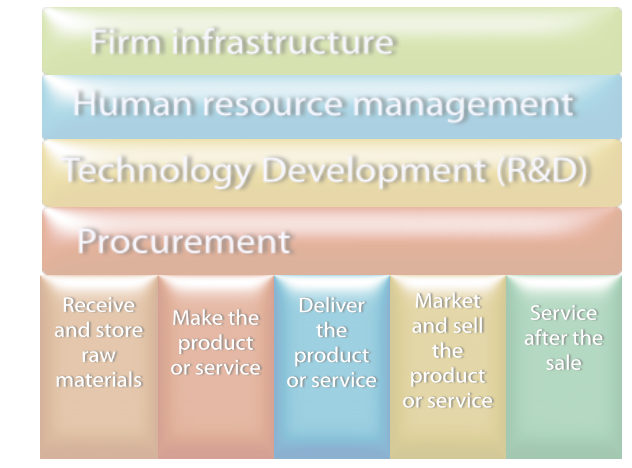 Firm infrastructure
Human resource management
Technology Development (R&D)
Procurement
Receive
and store
raw
materials
Make the
product
or service
Deliver
the
product
or service
Market
and sell
the
product
or service
Service
after the
sale